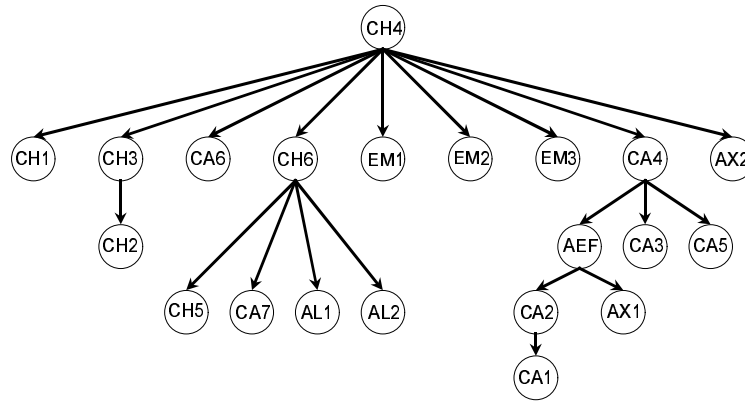 CH4
CH1 CH3 CA6 CH6 EM1 EM2 EM3 CA4 AX2
CH2 AEF CA3 CA5
CH5 CA7 AL1 AL2 CA2 AX1
CA1